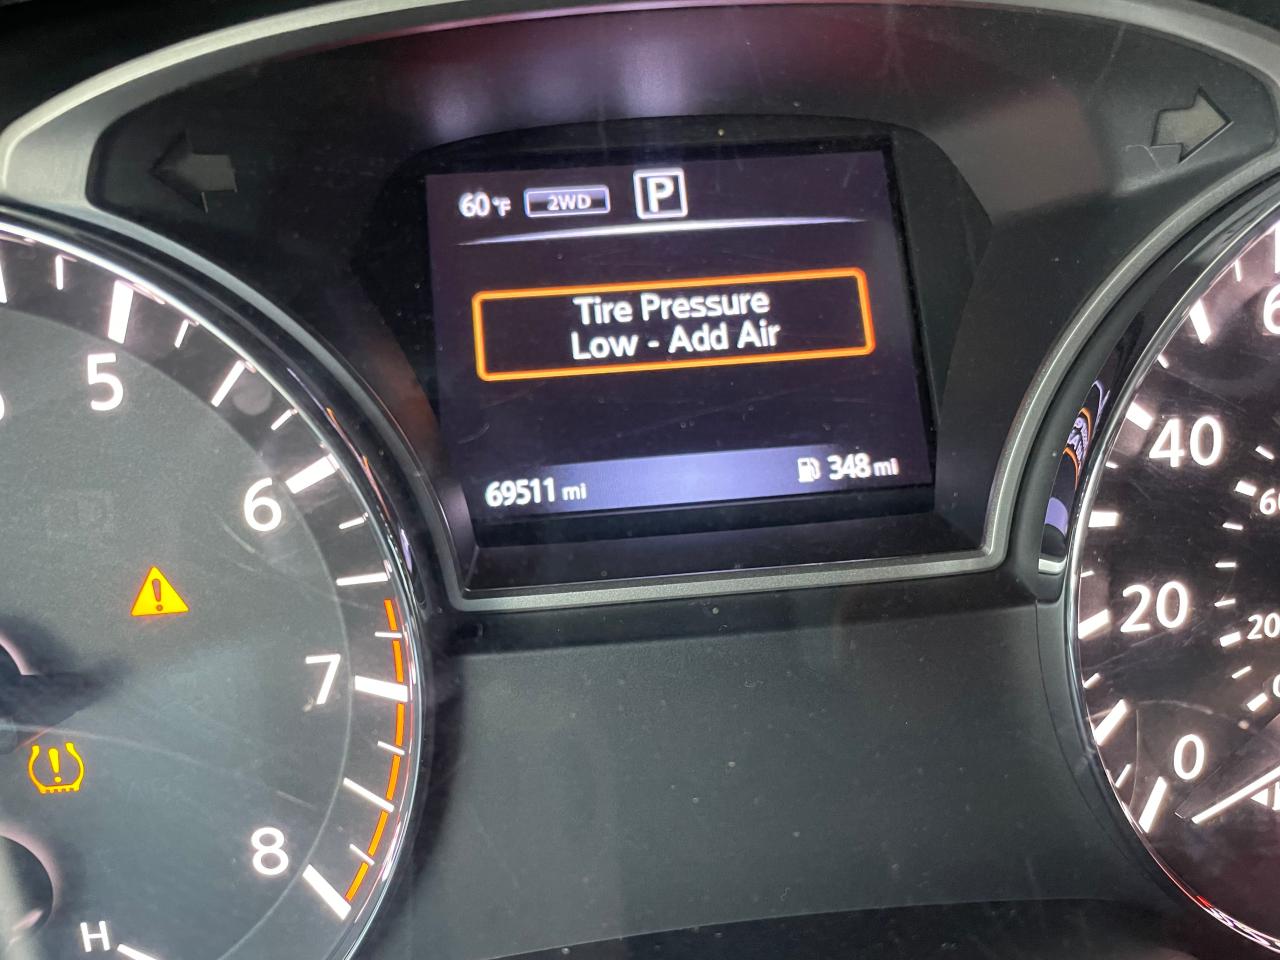 60°F 2WD P
Tire Pressure
Low - Add Air
69511 mi 348 mi
5
6
7
8
H
40
20
0